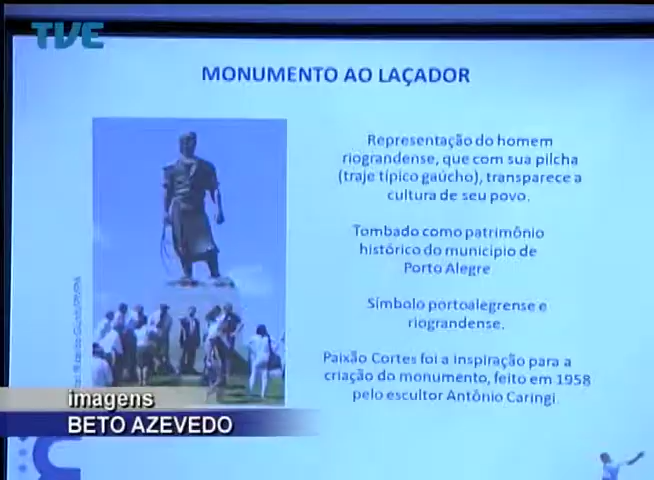 TVE
MONUMENTO AO LAÇADOR
Representação do homem
riograndense, que com sua pilcha
(traje típico gaúcho), transparece a
cultura de seu povo.
Tombado como patrimônio
histórico do município de
Porto Alegre
Símbolo portoalegrense e
riograndense.
Paixão Cortes foi a inspiração para a
criação do monumento, feito em 1958
pelo escultor Antônio Caringi.
imagens
BETO AZEVEDO